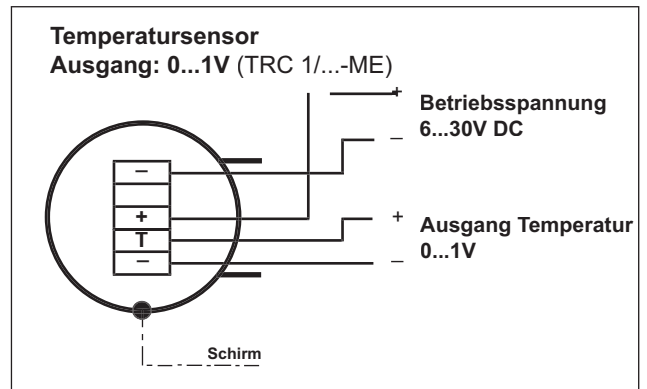 Temperatursensor
Ausgang: 0...1V (TRC 1/...-ME)
+
Betriebsspannung
– 6...30V DC
–
+
+ Ausgang Temperatur
T
0...1V
– –
Schirm